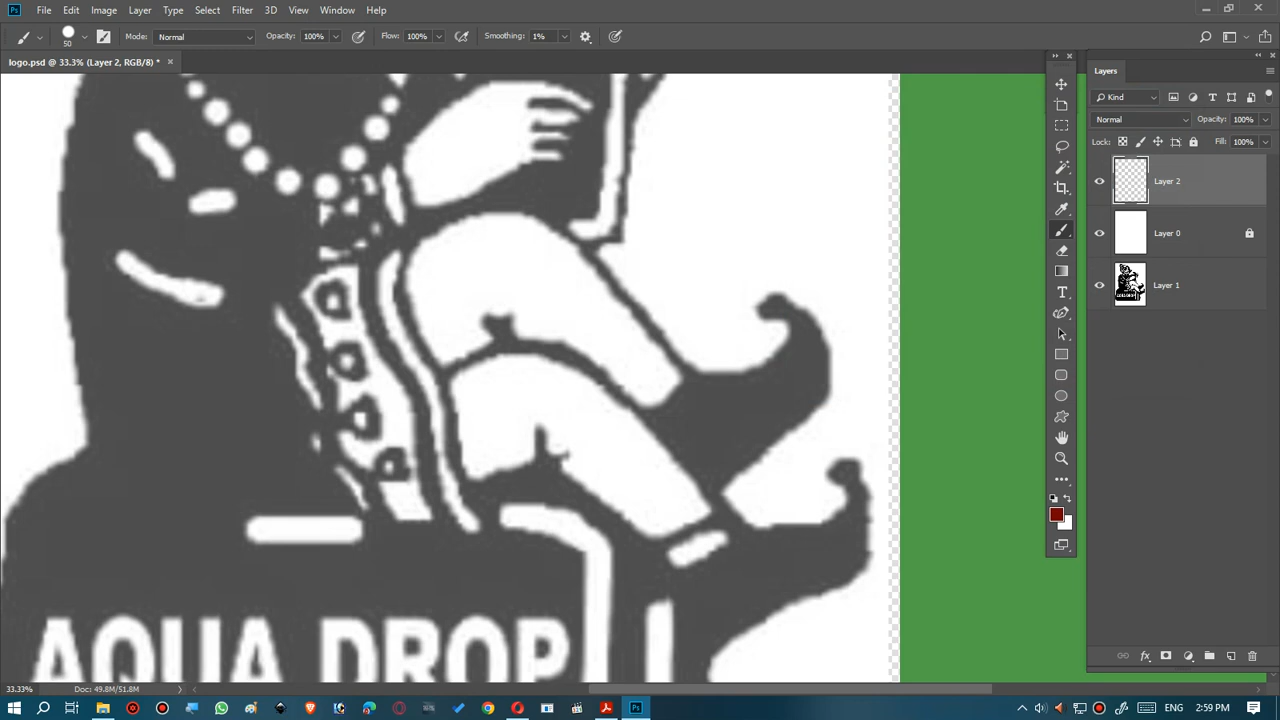 Ps File Edit Image Layer Type Select Filter 3D View Window Help
50 Mode: Normal Opacity: 100% Flow: 100% Smoothing: 1%
logo.psd @ 33.3% (Layer 2, RGB/8) *
Layers
Kind
Normal Opacity: 100%
Lock: Fill: 100%
Layer 2
Layer 0
Layer 1
AQUA DROP
33.33% Doc: 49.8M/51.8M
Ps ENG 2:59 PM